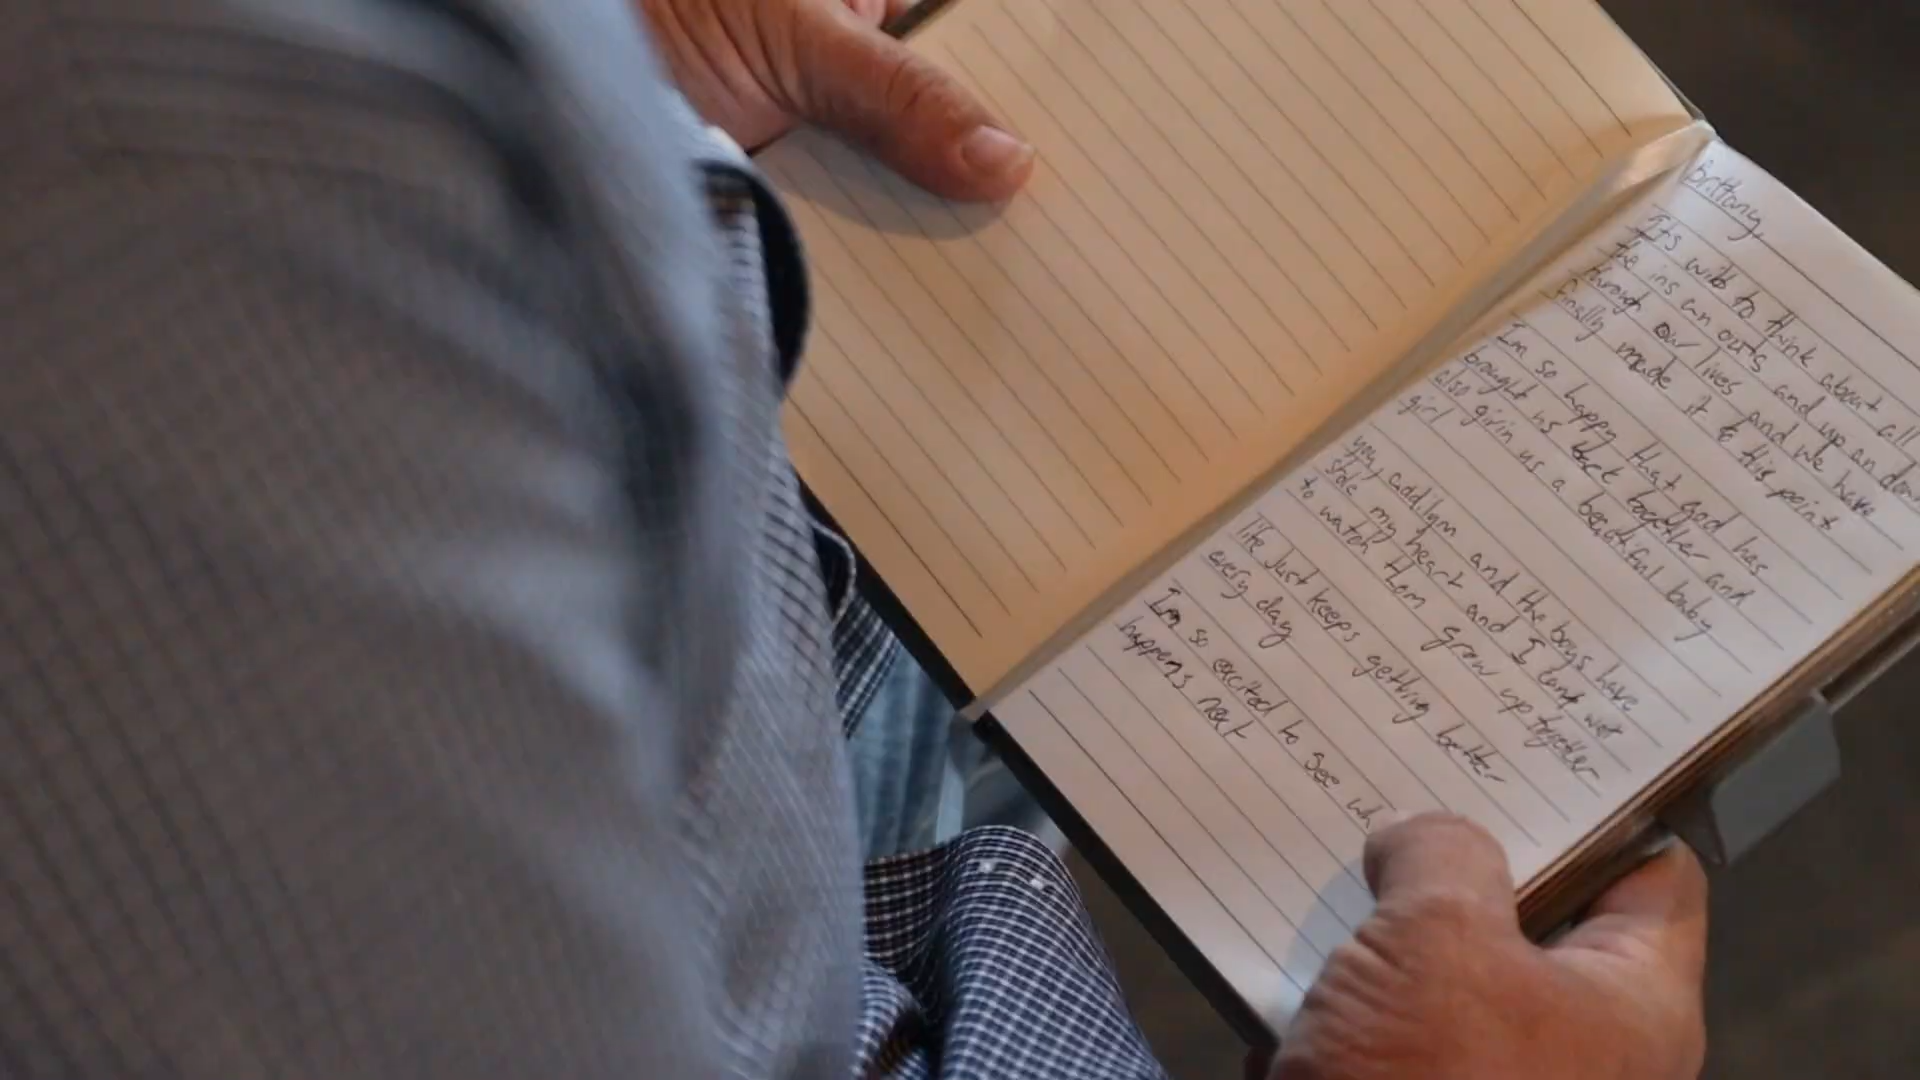 Brittany,
Its wild to think about all
the ins an outs and up an down
through our lives and we have
finally made it to this point
Im so happy that god has
brought us back together and
also givin us a beautiful baby
girl
you, addilynn and the boys have
stole my heart and I cant wait
to watch them grow up together
life Just keeps getting better
every day
Im so excited to see
happens next